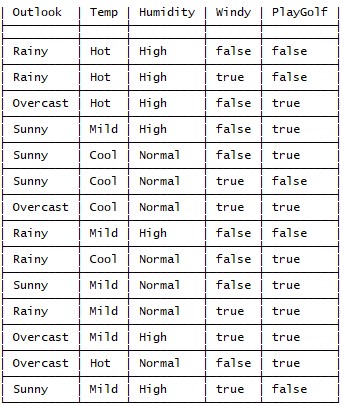 Outlook | Temp | Humidity | Windy | PlayGolf
Rainy | Hot | High | false | false
Rainy | Hot | High | true | false
Overcast | Hot | High | false | true
Sunny | Mild | High | false | true
Sunny | Cool | Normal | false | true
Sunny | Cool | Normal | true | false
Overcast | Cool | Normal | true | true
Rainy | Mild | High | false | false
Rainy | Cool | Normal | false | true
Sunny | Mild | Normal | false | true
Rainy | Mild | Normal | true | true
Overcast | Mild | High | true | true
Overcast | Hot | Normal | false | true
Sunny | Mild | High | true | false